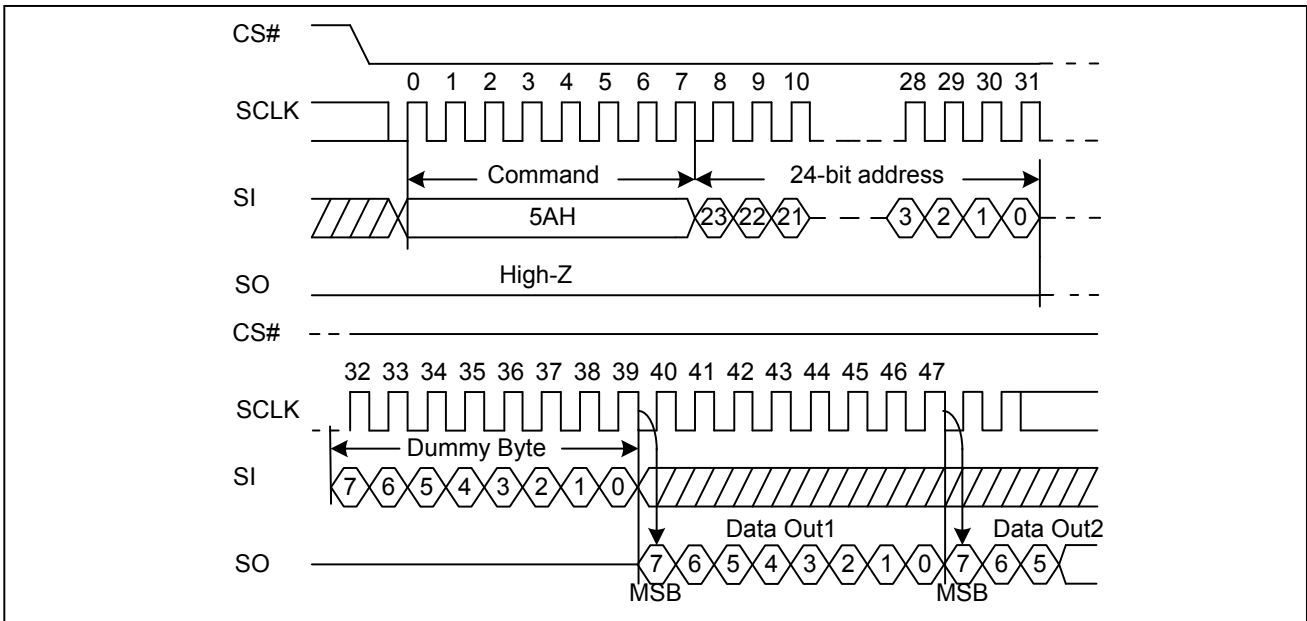 CS#
0 1 2 3 4 5 6 7 8 9 10 28 29 30 31
SCLK
Command 24-bit address
SI
5AH 23 22 21 3 2 1 0
High-Z
SO
CS#
32 33 34 35 36 37 38 39 40 41 42 43 44 45 46 47
SCLK
Dummy Byte
SI
7 6 5 4 3 2 1 0
Data Out1 Data Out2
SO
7 6 5 4 3 2 1 0 7 6 5
MSB MSB